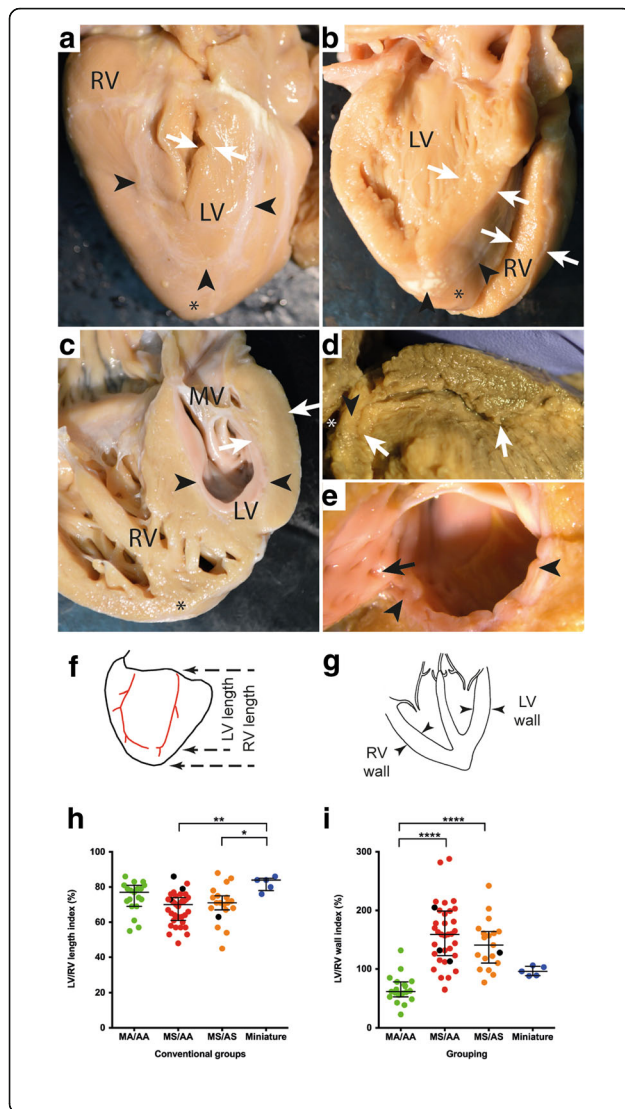 a
RV
LV
*
b
LV
RV
*
c
MV
LV
RV
*
d
*
e
f
LV length
RV length
g
LV
wall
RV
wall
h
**
*
LV/RV length index (%)
100
80
60
40
20
0
MA/AA MS/AA MS/AS Miniature
Conventional groups
i
****
****
LV/RV wall index (%)
300
200
100
0
MA/AA MS/AA MS/AS Miniature
Grouping